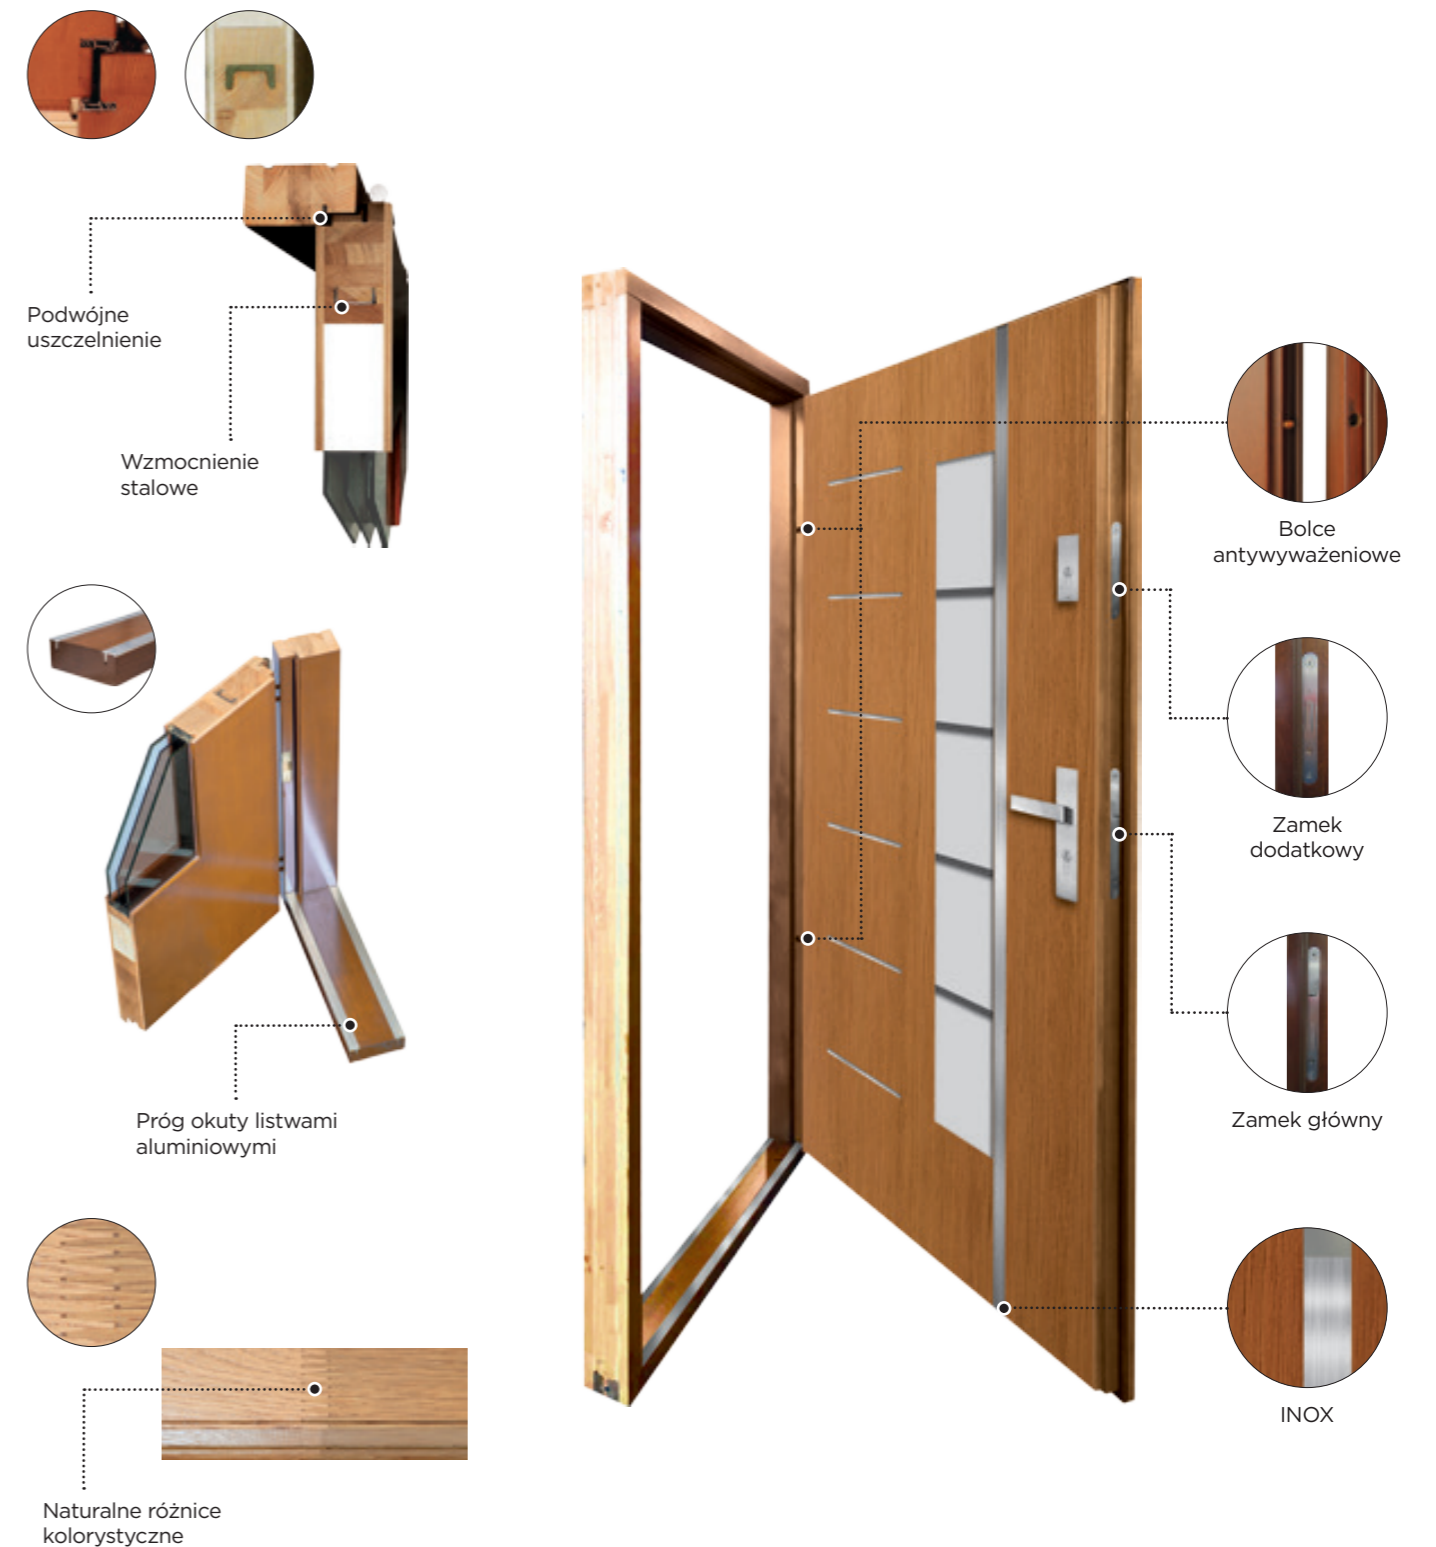 Podwójne
uszczelnienie
Wzmocnienie
stalowe
Próg okuty listwami
aluminiowymi
Naturalne różnice
kolorystyczne
Bolce
antywyważeniowe
Zamek
dodatkowy
Zamek główny
INOX